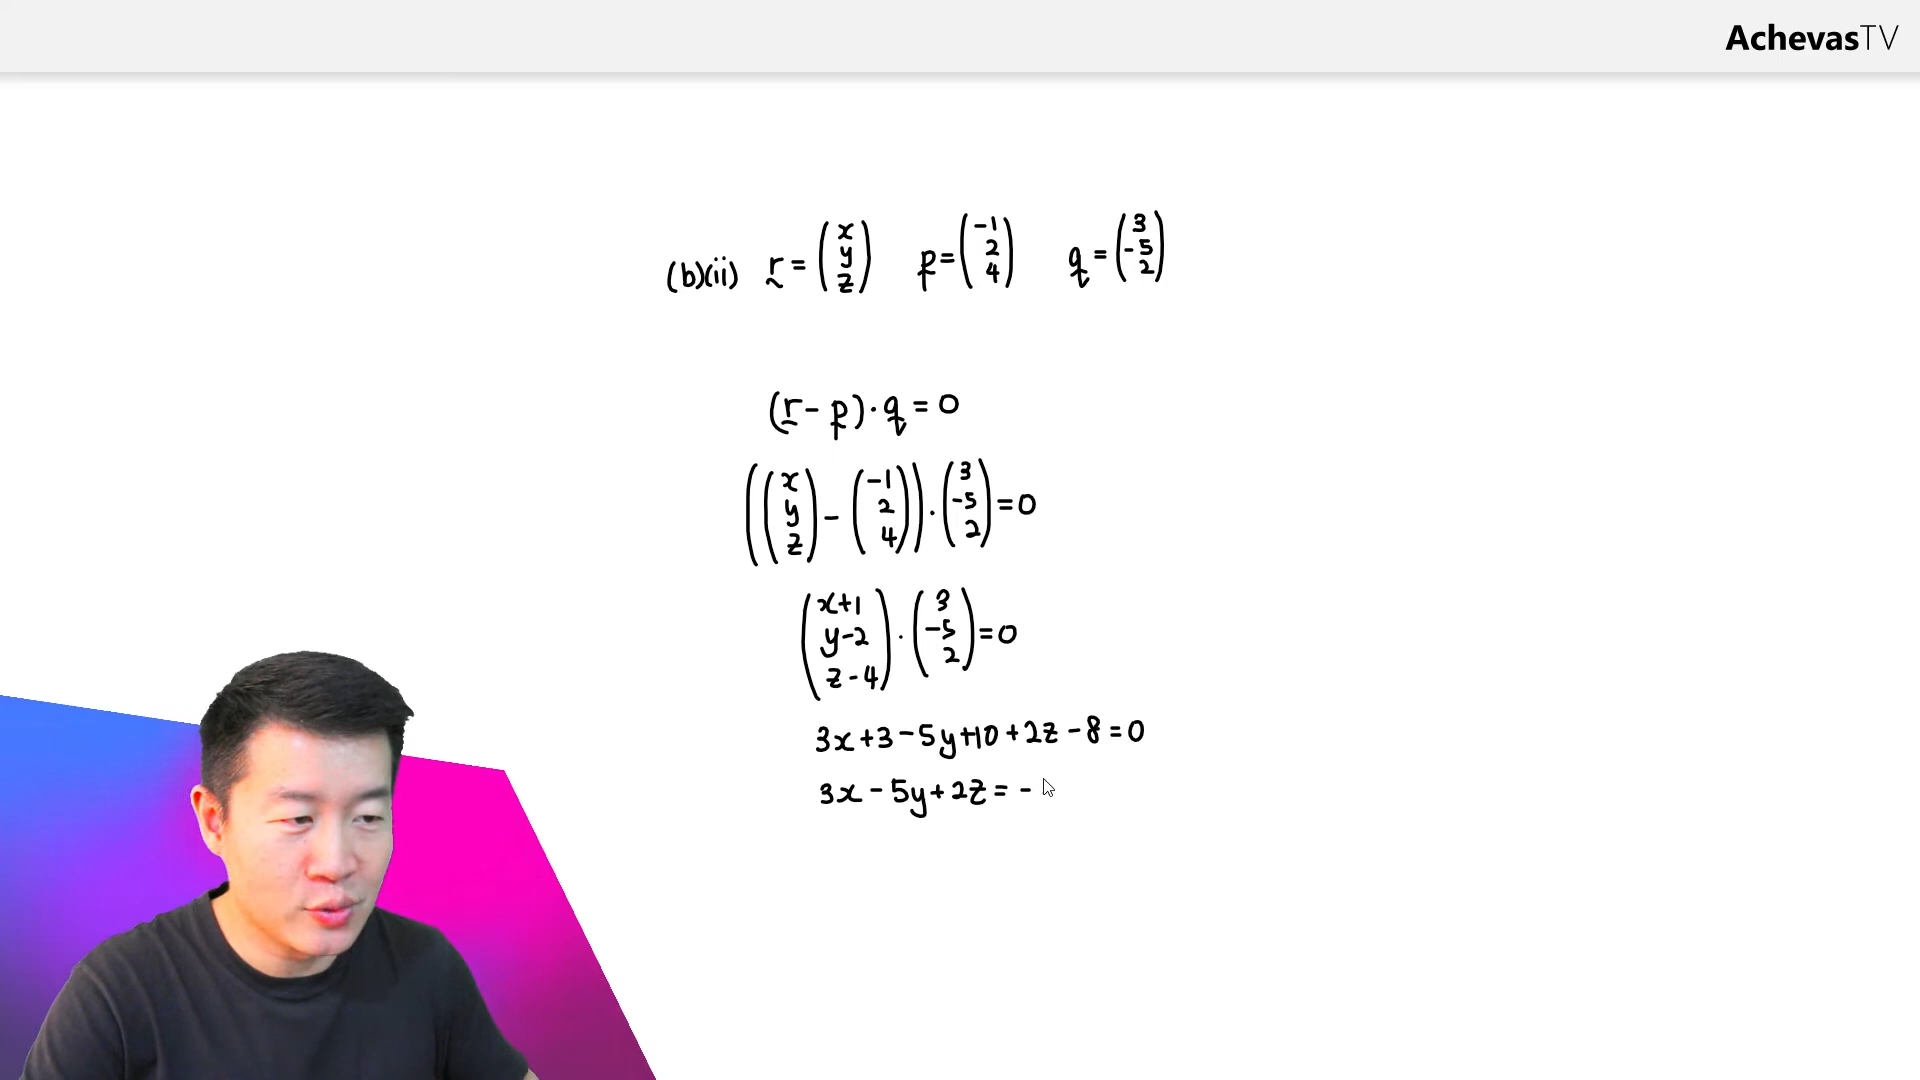 AchevasTV
(b)(ii) r = (x y z) p = (-1 2 4) q = (3 -5 2)
(r - p) · q = 0
((x y z) - (-1 2 4)) · (3 -5 2) = 0
(x+1 y-2 z-4) · (3 -5 2) = 0
3x + 3 - 5y + 10 + 2z - 8 = 0
3x - 5y + 2z = -